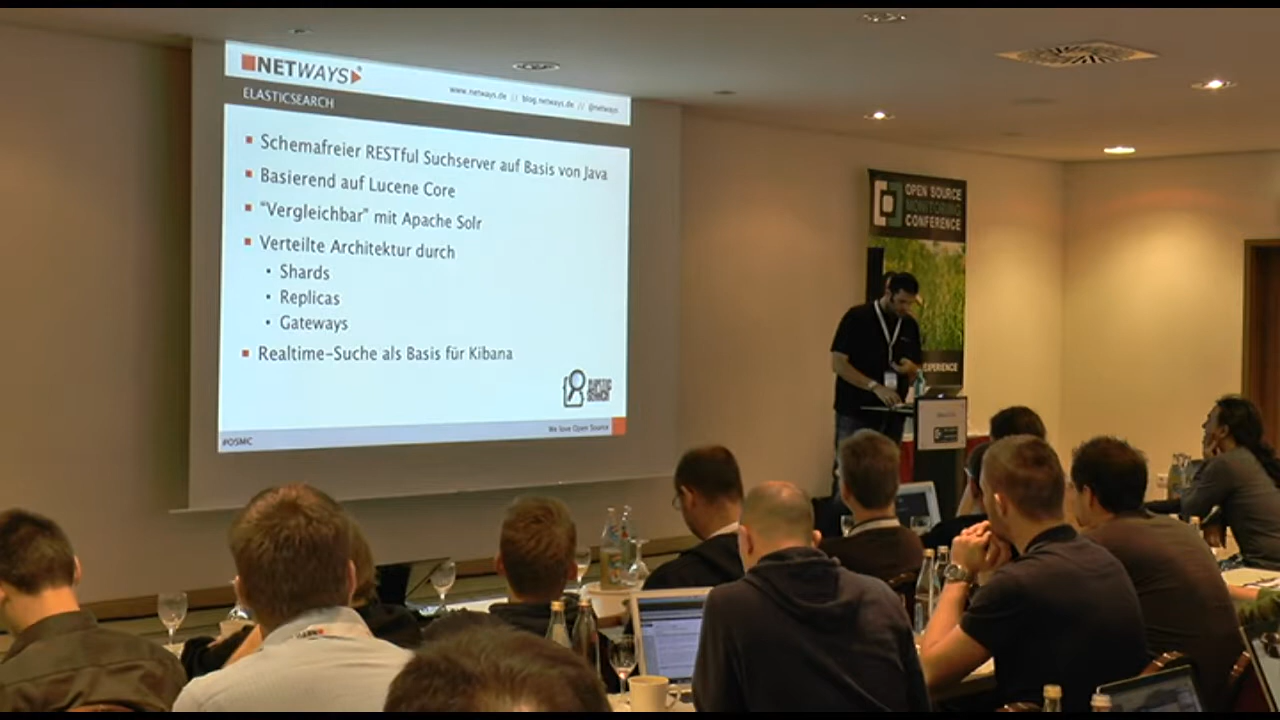 NETWAYS
www.netways.de // blog.netways.de // @netways
ELASTICSEARCH
Schemafreier RESTful Suchserver auf Basis von Java
Basierend auf Lucene Core
"Vergleichbar" mit Apache Solr
Verteilte Architektur durch
Shards
Replicas
Gateways
Realtime-Suche als Basis für Kibana
#OSMC
We love Open Source
OPEN SOURCE
MONITORING
CONFERENCE
EXPERIENCE